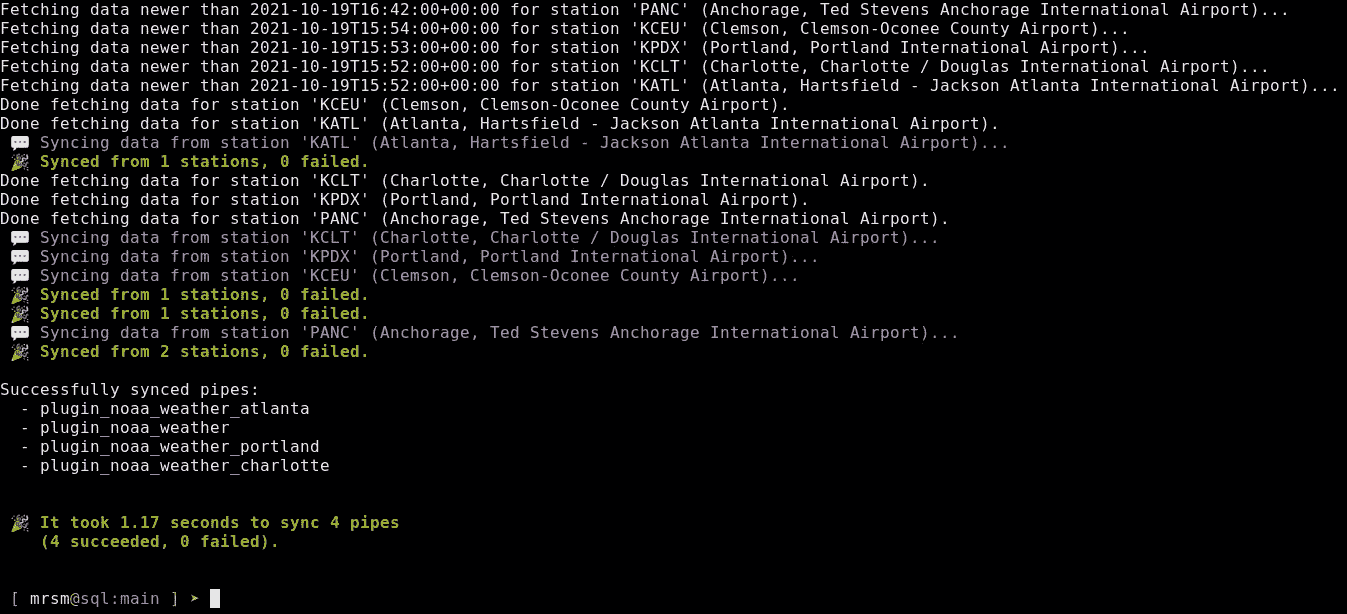 Fetching data newer than 2021-10-19T16:42:00+00:00 for station 'PANC' (Anchorage, Ted Stevens Anchorage International Airport)...
Fetching data newer than 2021-10-19T15:54:00+00:00 for station 'KCEU' (Clemson, Clemson-Oconee County Airport)...
Fetching data newer than 2021-10-19T15:53:00+00:00 for station 'KPDX' (Portland, Portland International Airport)...
Fetching data newer than 2021-10-19T15:52:00+00:00 for station 'KCLT' (Charlotte, Charlotte / Douglas International Airport)...
Fetching data newer than 2021-10-19T15:52:00+00:00 for station 'KATL' (Atlanta, Hartsfield - Jackson Atlanta International Airport)...
Done fetching data for station 'KCEU' (Clemson, Clemson-Oconee County Airport).
Done fetching data for station 'KATL' (Atlanta, Hartsfield - Jackson Atlanta International Airport).
💬 Syncing data from station 'KATL' (Atlanta, Hartsfield - Jackson Atlanta International Airport)...
🎉 Synced from 1 stations, 0 failed.
Done fetching data for station 'KCLT' (Charlotte, Charlotte / Douglas International Airport).
Done fetching data for station 'KPDX' (Portland, Portland International Airport).
Done fetching data for station 'PANC' (Anchorage, Ted Stevens Anchorage International Airport).
💬 Syncing data from station 'KCLT' (Charlotte, Charlotte / Douglas International Airport)...
💬 Syncing data from station 'KPDX' (Portland, Portland International Airport)...
💬 Syncing data from station 'KCEU' (Clemson, Clemson-Oconee County Airport)...
🎉 Synced from 1 stations, 0 failed.
🎉 Synced from 1 stations, 0 failed.
💬 Syncing data from station 'PANC' (Anchorage, Ted Stevens Anchorage International Airport)...
🎉 Synced from 2 stations, 0 failed.
Successfully synced pipes:
- plugin_noaa_weather_atlanta
- plugin_noaa_weather
- plugin_noaa_weather_portland
- plugin_noaa_weather_charlotte
🎉 It took 1.17 seconds to sync 4 pipes
(4 succeeded, 0 failed).
[ mrsm@sql:main ] ➤